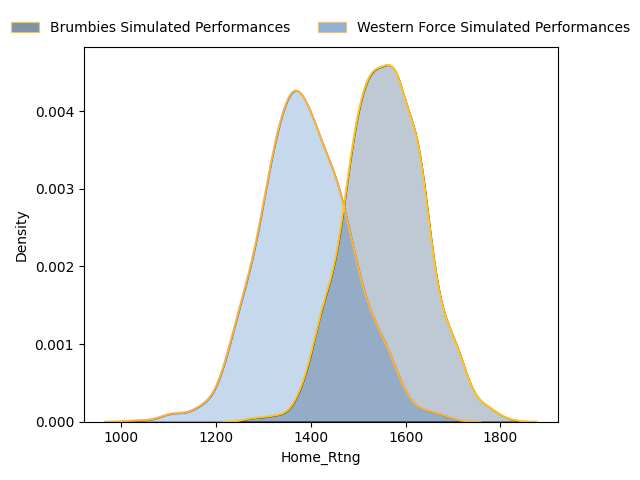 Brumbies Simulated Performances
Western Force Simulated Performances
0.004
0.003
0.002
0.001
0.000
Density
1000
1200
1400
1600
1800
Home_Rtng